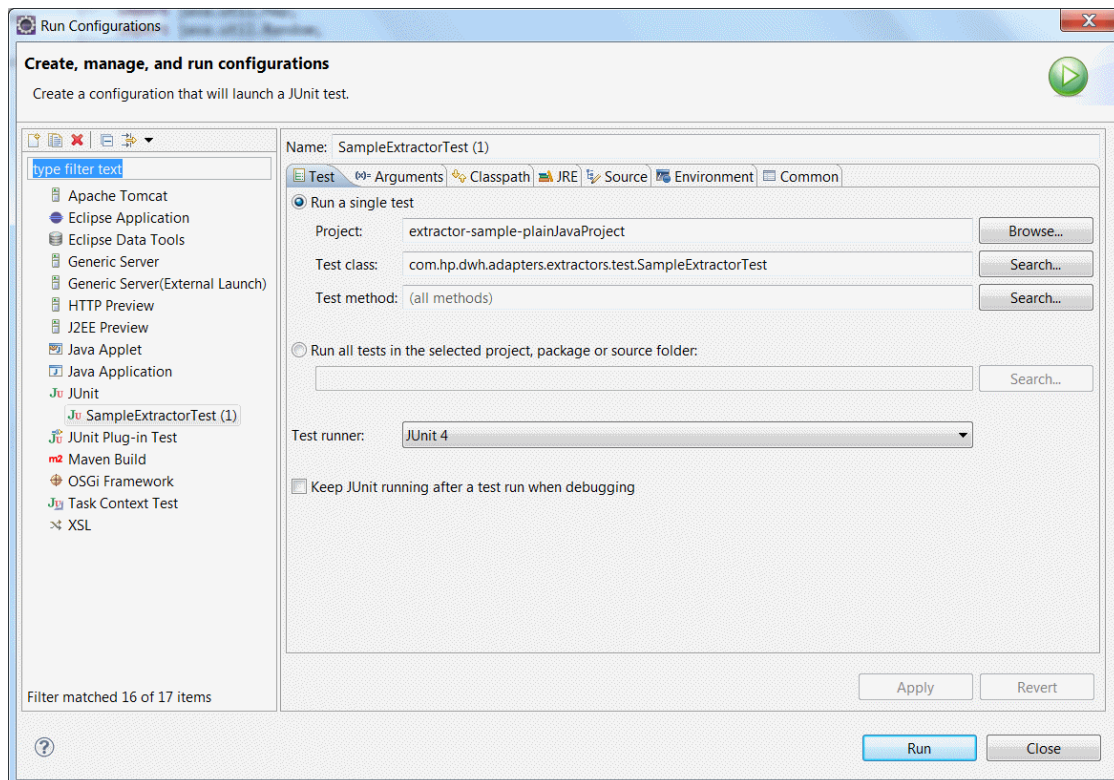 Run Configurations
Create, manage, and run configurations
Create a configuration that will launch a JUnit test.
type filter text
Apache Tomcat
Eclipse Application
Eclipse Data Tools
Generic Server
Generic Server(External Launch)
HTTP Preview
J2EE Preview
Java Applet
Java Application
Ju JUnit
Ju SampleExtractorTest (1)
Ju JUnit Plug-in Test
m2 Maven Build
OSGi Framework
Ju Task Context Test
XSL
Filter matched 16 of 17 items
Name: SampleExtractorTest (1)
Test (x)= Arguments Classpath JRE Source Environment Common
Run a single test
Project: extractor-sample-plainJavaProject Browse...
Test class: com.hp.dwh.adapters.extractors.test.SampleExtractorTest Search...
Test method: (all methods) Search...
Run all tests in the selected project, package or source folder:
Search...
Test runner: JUnit 4
Keep JUnit running after a test run when debugging
Apply Revert
? Run Close